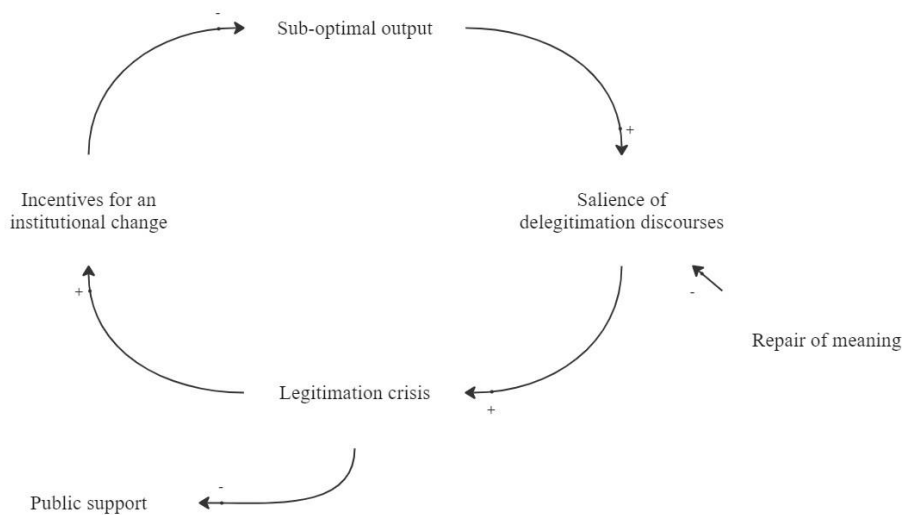 -
Sub-optimal output
+
Incentives for an
institutional change
Salience of
delegitimation discourses
+
-
Repair of meaning
Legitimation crisis
+
-
Public support